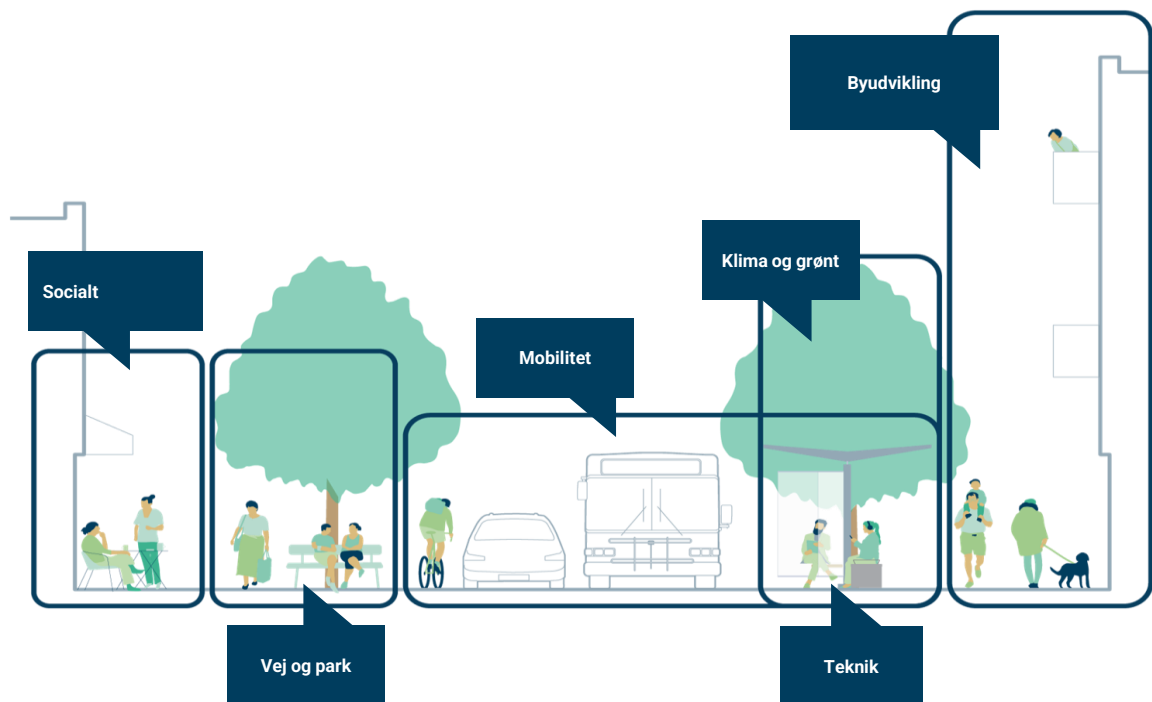 Byudvikling
Klima og grønt
Socialt
Mobilitet
Vej og park
Teknik